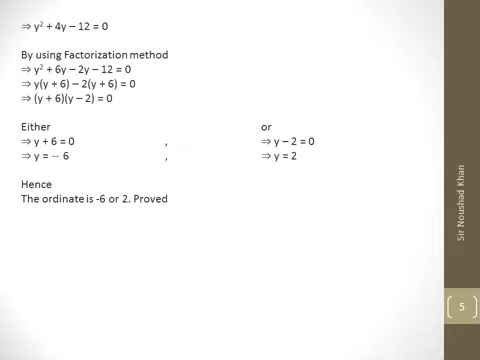 ⇒ y² + 4y – 12 = 0
By using Factorization method
⇒ y² + 6y – 2y – 12 = 0
⇒ y(y + 6) – 2(y + 6) = 0
⇒ (y + 6)(y – 2) = 0
Either or
⇒ y + 6 = 0 , ⇒ y – 2 = 0
⇒ y = – 6 , ⇒ y = 2
Hence
The ordinate is -6 or 2. Proved
Sir Noushad Khan
5